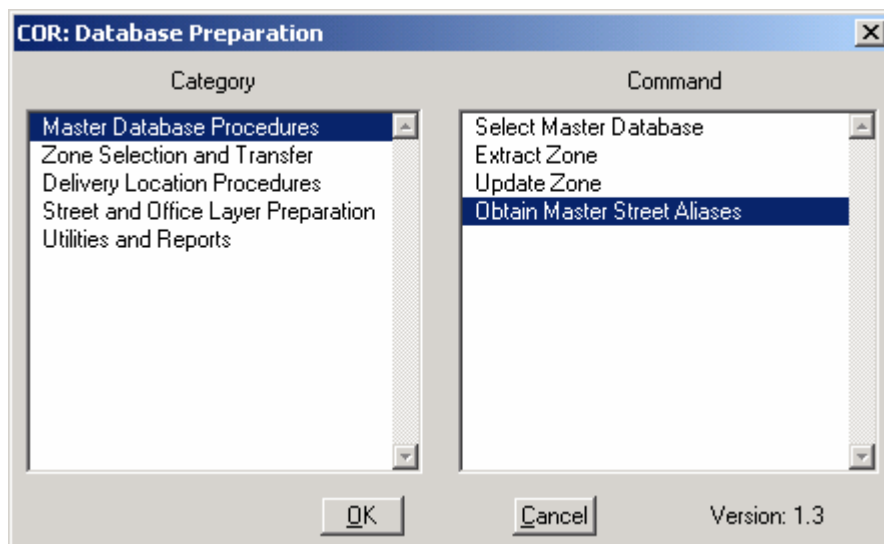 COR: Database Preparation
Category
Command
Master Database Procedures
Zone Selection and Transfer
Delivery Location Procedures
Street and Office Layer Preparation
Utilities and Reports
Select Master Database
Extract Zone
Update Zone
Obtain Master Street Aliases
OK
Cancel
Version: 1.3